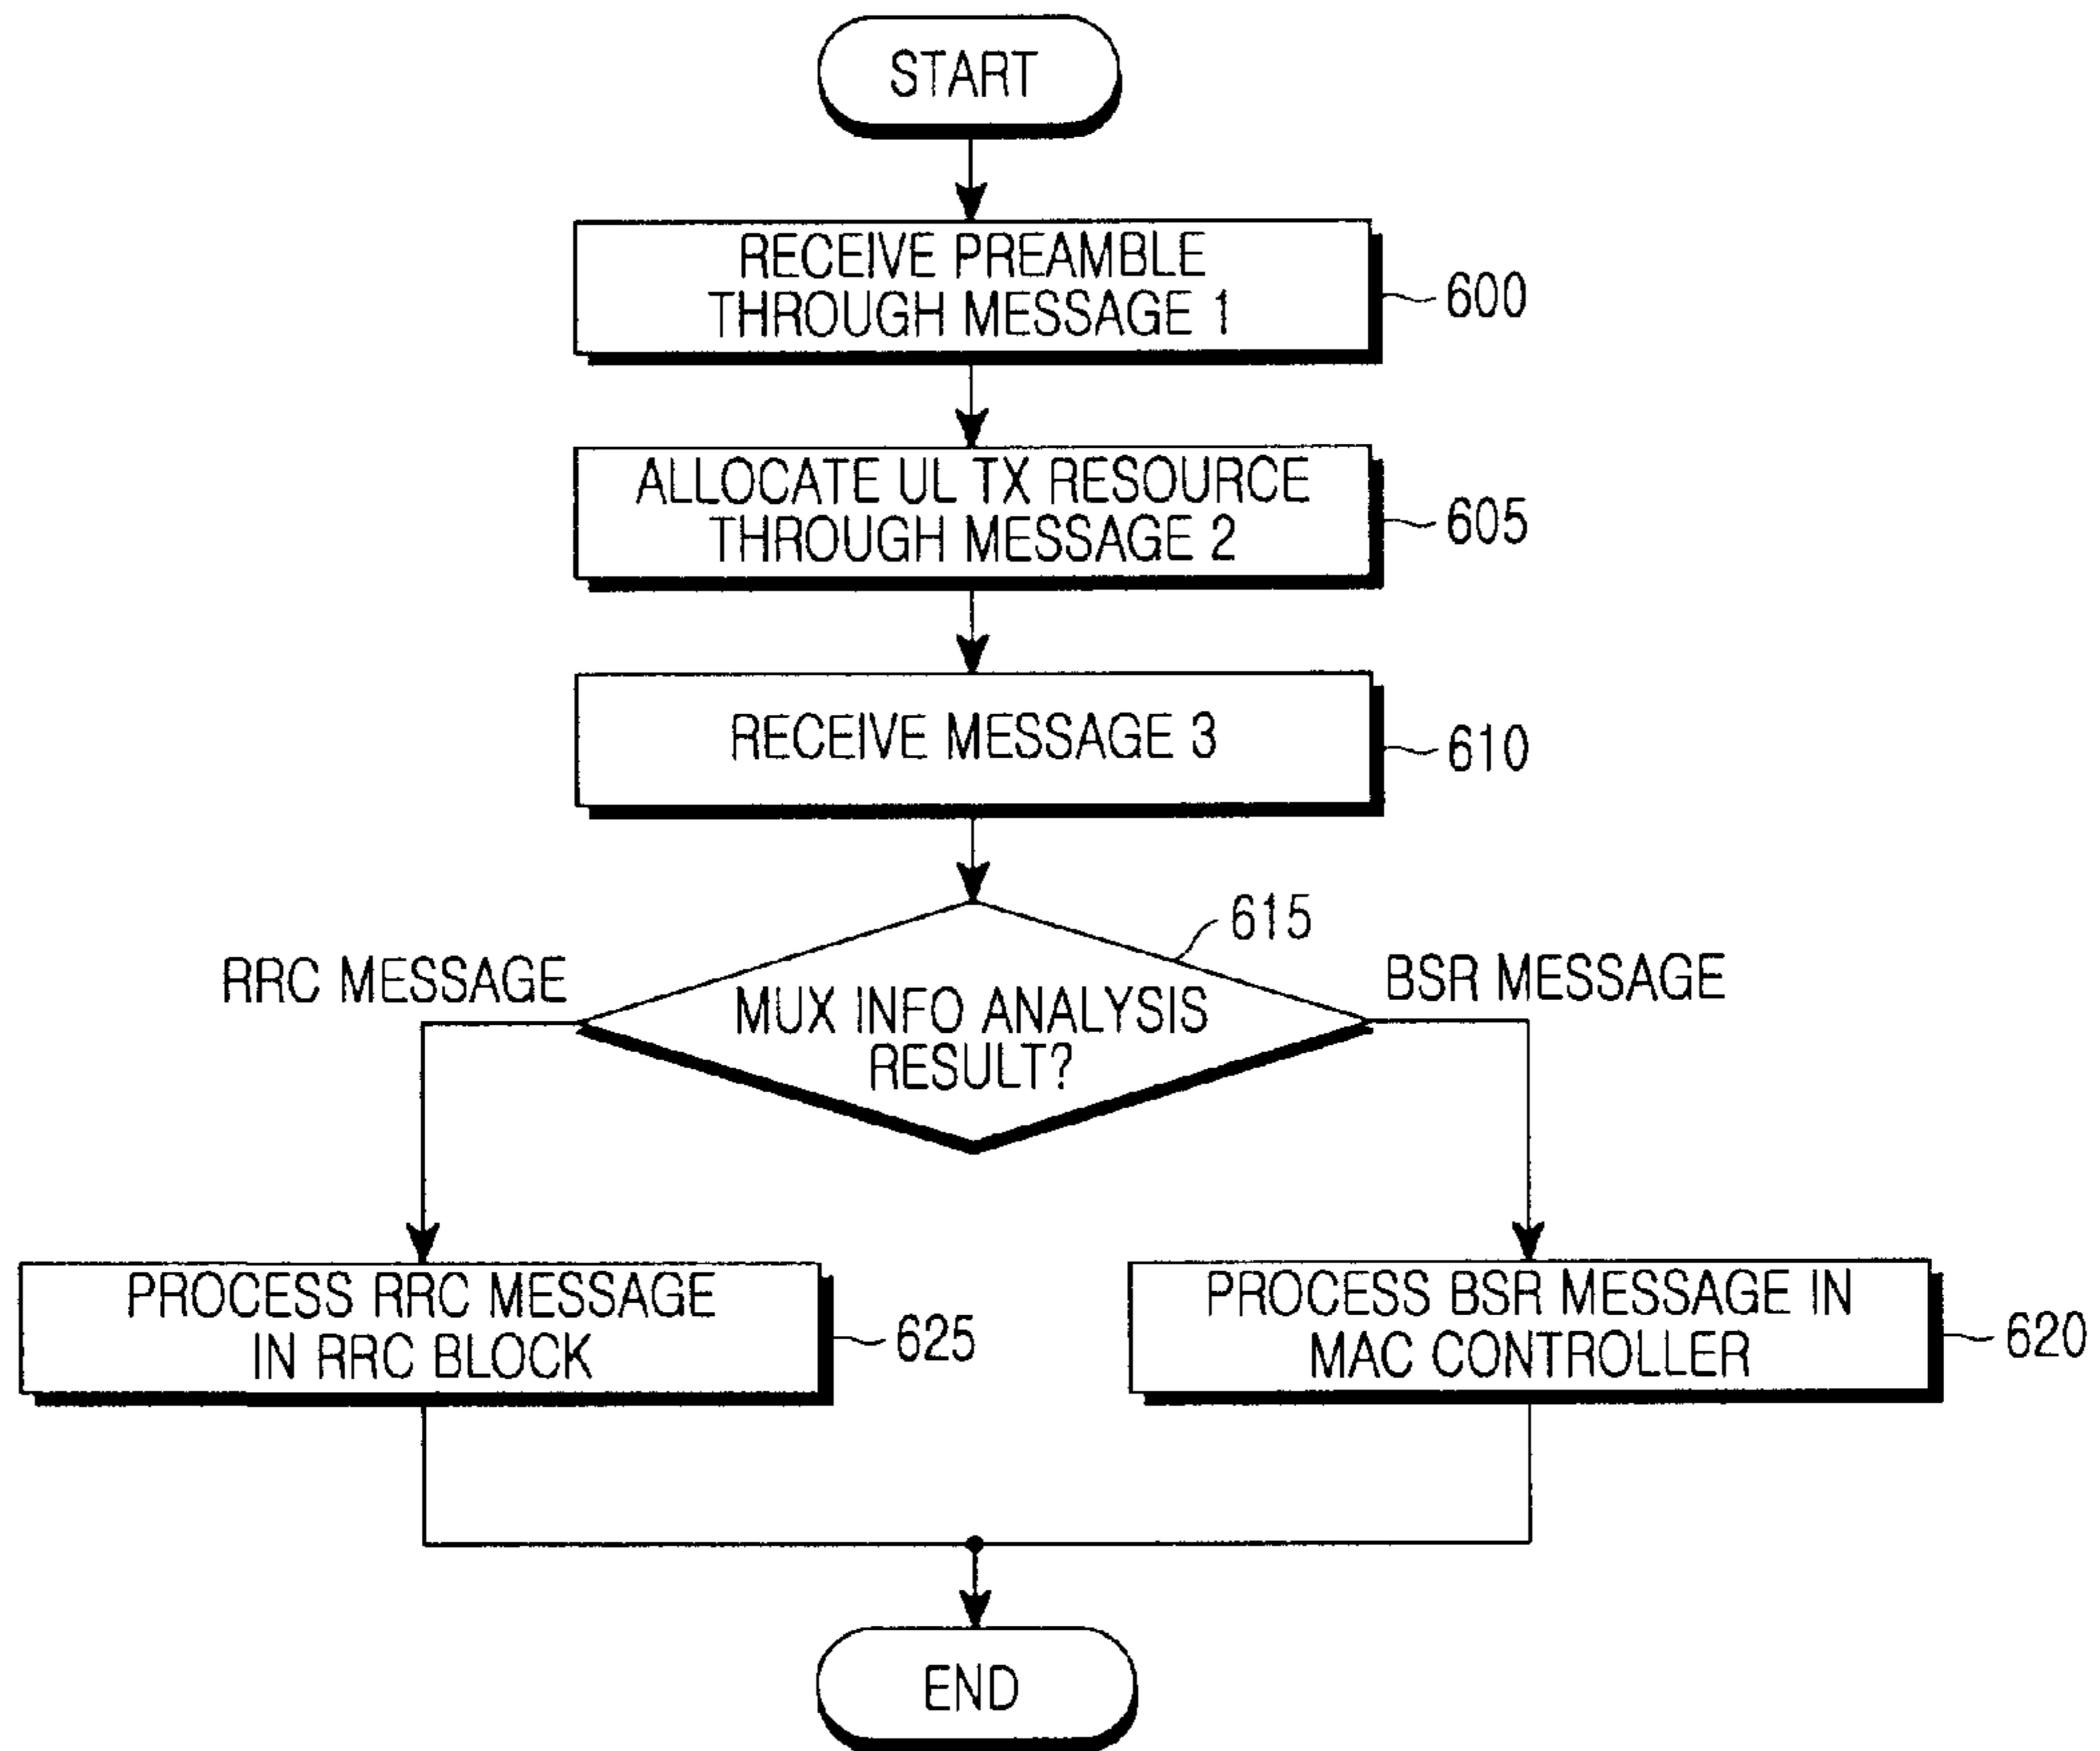 START
RECEIVE PREAMBLE
THROUGH MESSAGE 1
600
ALLOCATE UL TX RESOURCE
THROUGH MESSAGE 2
605
RECEIVE MESSAGE 3
610
615
RRC MESSAGE
BSR MESSAGE
MUX INFO ANALYSIS
RESULT?
PROCESS RRC MESSAGE
IN RRC BLOCK
625
PROCESS BSR MESSAGE IN
MAC CONTROLLER
620
END